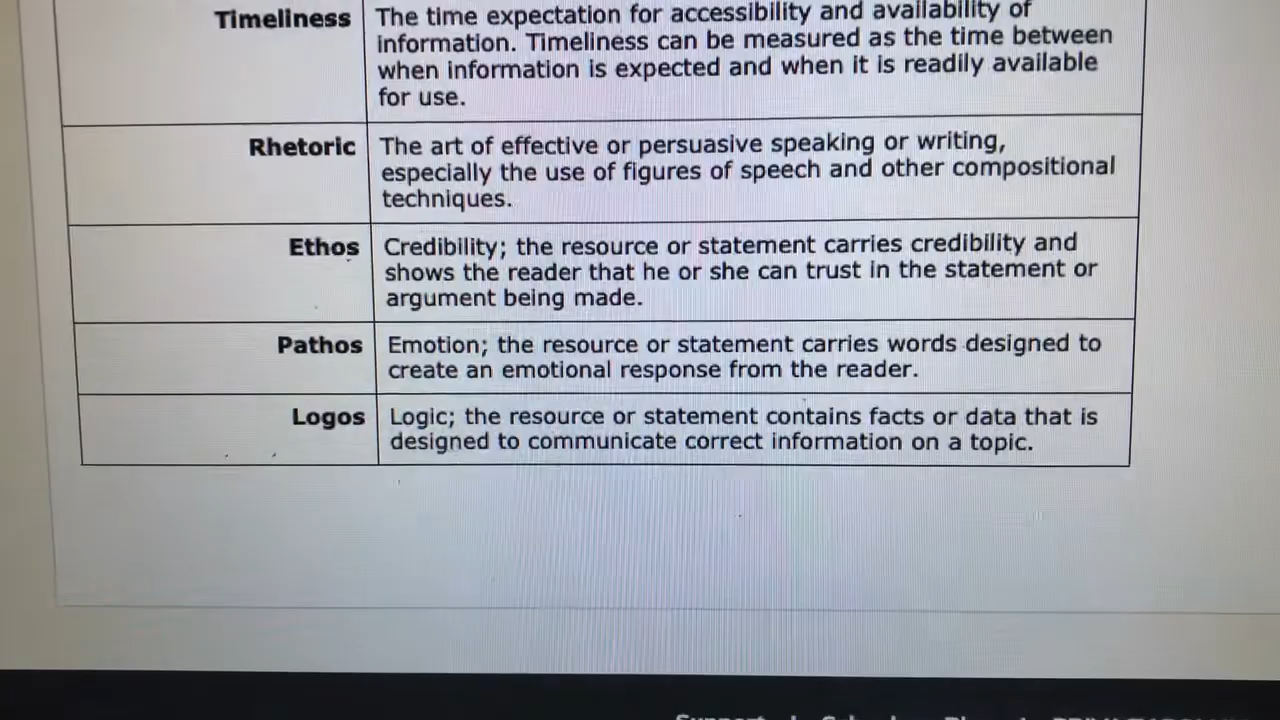 Timeliness
The time expectation for accessibility and availability of
information. Timeliness can be measured as the time between
when information is expected and when it is readily available
for use.
Rhetoric
The art of effective or persuasive speaking or writing,
especially the use of figures of speech and other compositional
techniques.
Ethos
Credibility; the resource or statement carries credibility and
shows the reader that he or she can trust in the statement or
argument being made.
Pathos
Emotion; the resource or statement carries words designed to
create an emotional response from the reader.
Logos
Logic; the resource or statement contains facts or data that is
designed to communicate correct information on a topic.